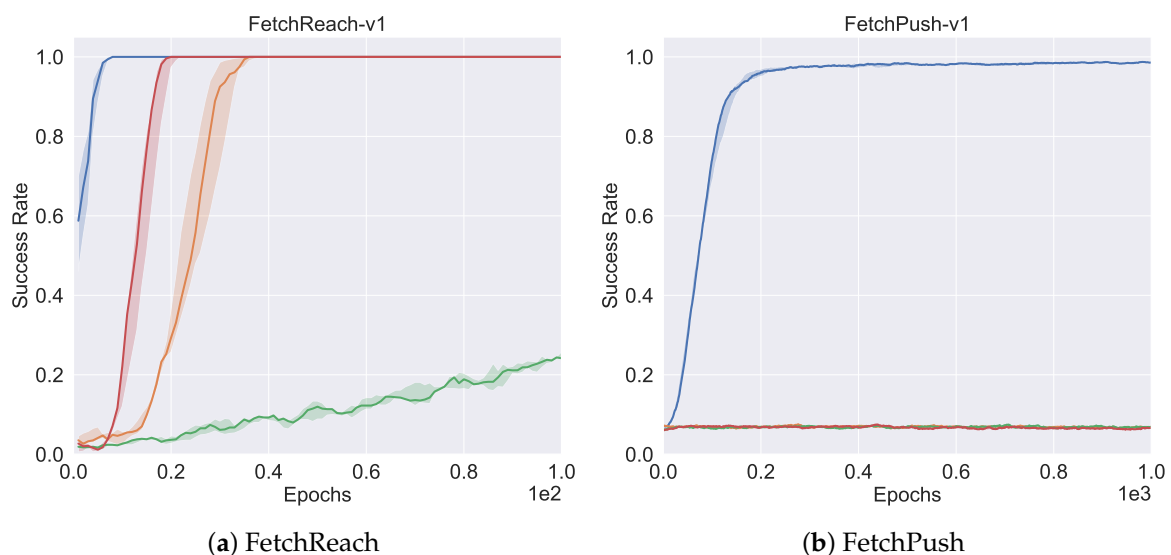 FetchReach-v1
1.0
0.8
0.6
0.4
0.2
0.0
Success Rate
0.0 0.2 0.4 0.6 0.8 1.0
Epochs
1e2
(a) FetchReach
FetchPush-v1
1.0
0.8
0.6
0.4
0.2
0.0
Success Rate
0.0 0.2 0.4 0.6 0.8 1.0
Epochs
1e3
(b) FetchPush